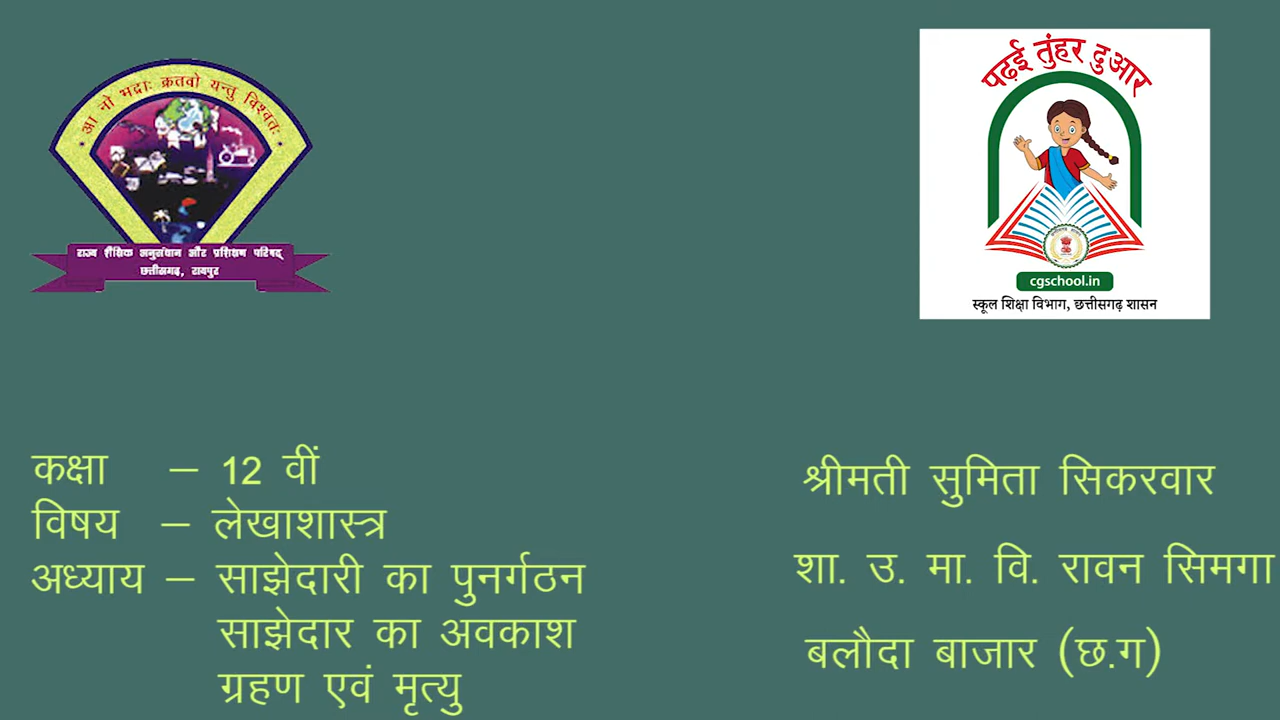 आ नो भद्राः क्रतवो यन्तु विश्वतः
राज्य शैक्षिक अनुसंधान और प्रशिक्षण परिषद्
छत्तीसगढ़, रायपुर
पढ़ई तुंहर दुआर
cgschool.in
स्कूल शिक्षा विभाग, छत्तीसगढ़ शासन
कक्षा – 12 वीं
विषय – लेखाशास्त्र
अध्याय – साझेदारी का पुनर्गठन
साझेदार का अवकाश
ग्रहण एवं मृत्यु
श्रीमती सुमिता सिकरवार
शा. उ. मा. वि. रावन सिमगा
बलौदा बाजार (छ.ग)